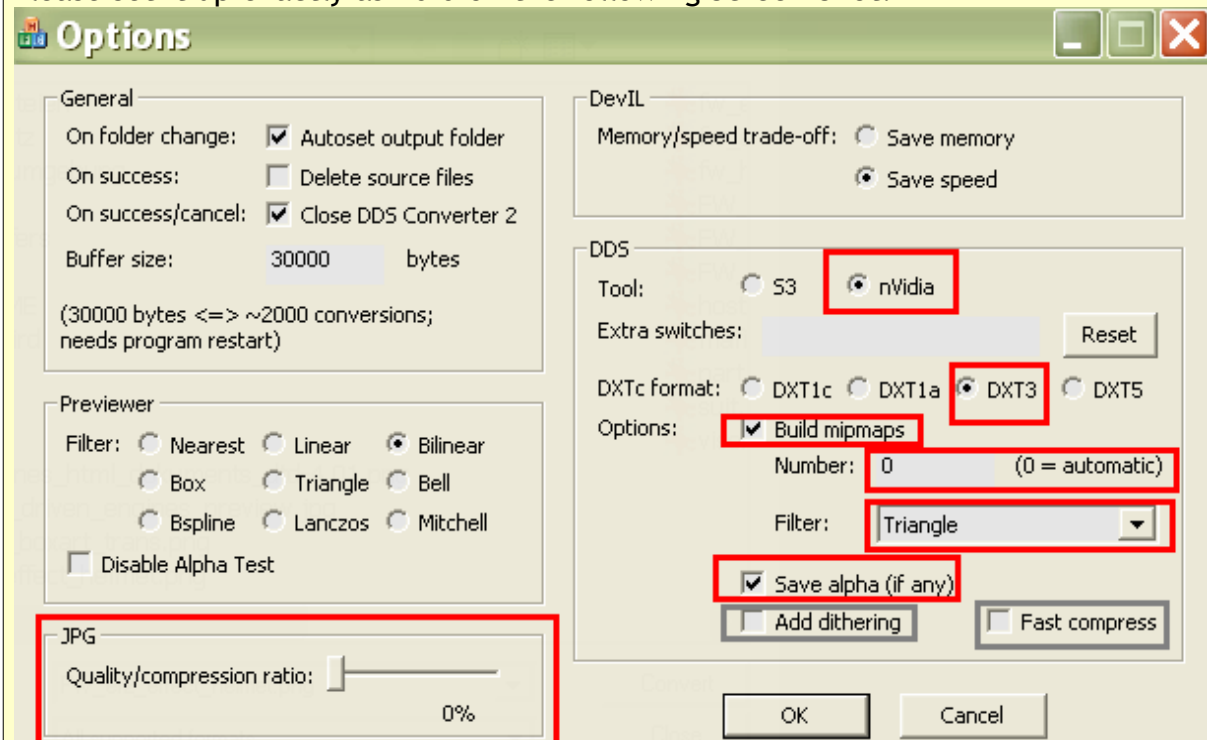 Options
General
On folder change: Autoset output folder
On success: Delete source files
On success/cancel: Close DDS Converter 2
Buffer size: 30000 bytes
(30000 bytes <=> ~2000 conversions;
needs program restart)
Previewer
Filter: Nearest Linear Bilinear
Box Triangle Bell
Bspline Lanczos Mitchell
Disable Alpha Test
JPG
Quality/compression ratio:
0%
DevIL
Memory/speed trade-off: Save memory
Save speed
DDS
Tool: S3 nVidia
Extra switches: Reset
DXTc format: DXT1c DXT1a DXT3 DXT5
Options: Build mipmaps
Number: 0 (0 = automatic)
Filter: Triangle
Save alpha (if any)
Add dithering Fast compress
OK Cancel